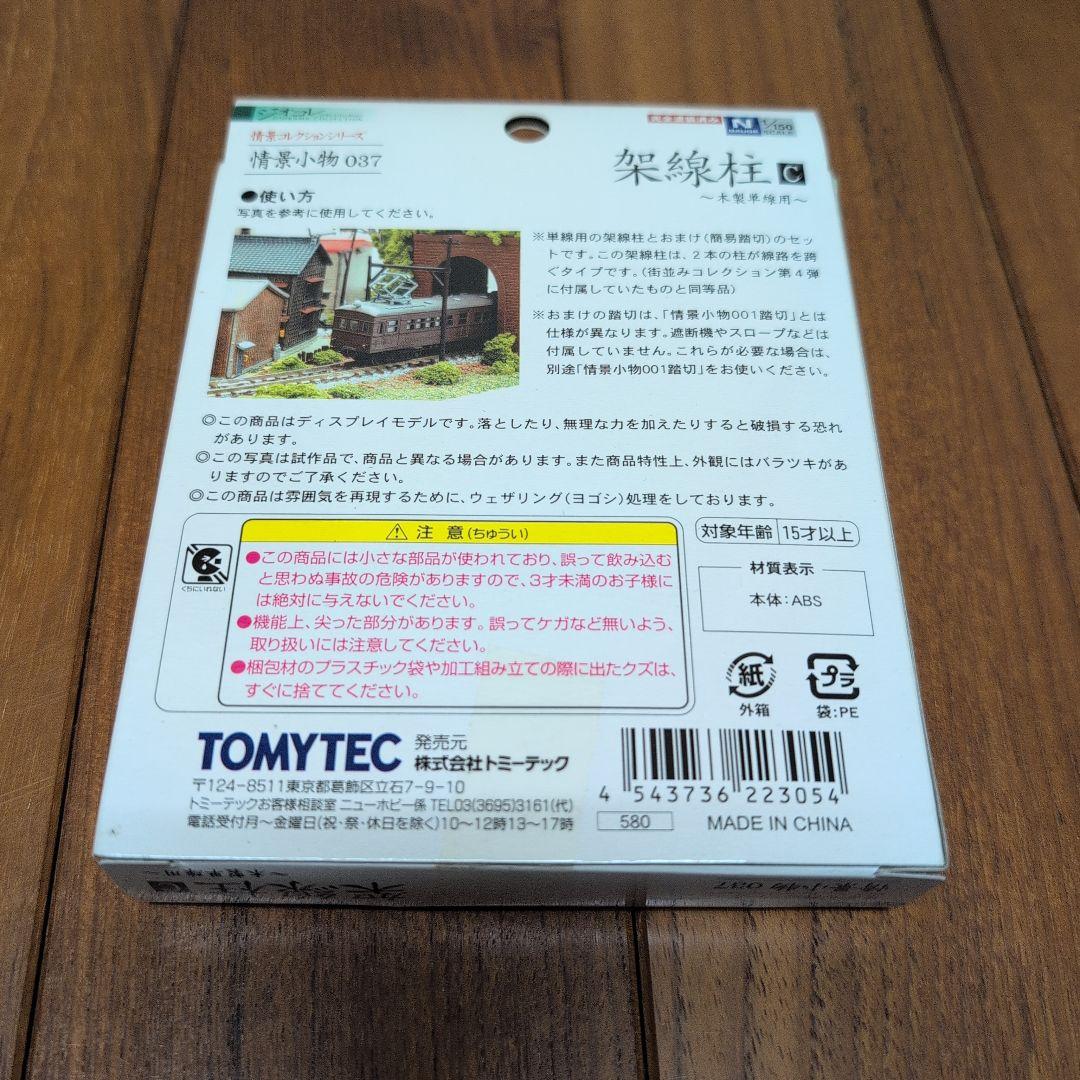 ジオコレ
情景コレクションシリーズ
情景小物 037
完全塗装済み
N
GAUGE
1/150
SCALE
架線柱 C
～木製単線用～
●使い方
写真を参考に使用してください。
※単線用の架線柱とおまけ(簡易踏切)のセッ
トです。この架線柱は、2本の柱が線路を跨
ぐタイプです。(街並みコレクション第4弾
に付属していたものと同等品)
※おまけの踏切は、「情景小物001踏切」とは
仕様が異なります。遮断機やスロープなどは
付属していません。これらが必要な場合は、
別途「情景小物001踏切」をお使いください。
◎この商品はディスプレイモデルです。落としたり、無理な力を加えたりすると破損する恐れ
があります。
◎この写真は試作品で、商品と異なる場合があります。また商品特性上、外観にはバラツキがあ
りますのでご了承ください。
◎この商品は雰囲気を再現するために、ウェザリング(ヨゴシ)処理をしております。
くちにいれない
注 意(ちゅうい)
●この商品には小さな部品が使われており、誤って飲み込む
と思わぬ事故の危険がありますので、3才未満のお子様に
は絶対に与えないでください。
●機能上、尖った部分があります。誤ってケガなど無いよう、
取り扱いには注意してください。
●梱包材のプラスチック袋や加工組み立ての際に出たクズは、
すぐに捨ててください。
対象年齢 15才以上
材質表示
本体:ABS
紙
外箱
プラ
袋:PE
TOMYTEC
発売元
株式会社トミーテック
〒124-8511東京都葛飾区立石7-9-10
トミーテックお客様相談室 ニューホビー係 TEL03(3695)3161(代)
電話受付月～金曜日(祝・祭・休日を除く)10～12時13～17時
4 543736 223054
580
MADE IN CHINA
架線柱 C
～木製単線用～
情景小物 037